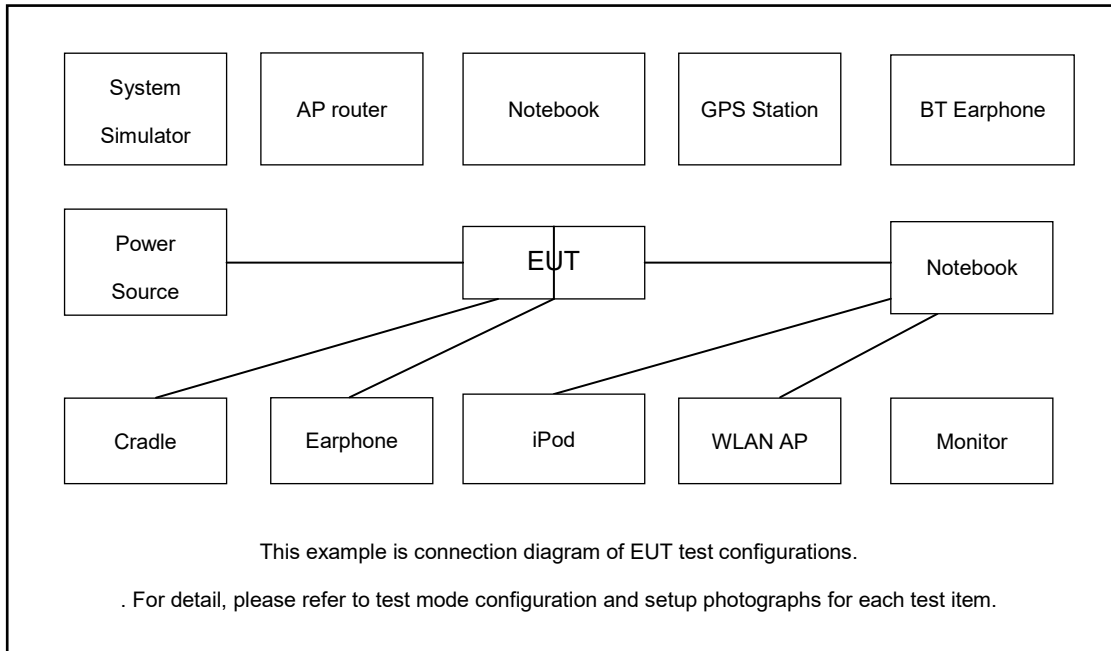 System
Simulator
AP router
Notebook
GPS Station
BT Earphone
Power
Source
EUT
Notebook
Cradle
Earphone
iPod
WLAN AP
Monitor
This example is connection diagram of EUT test configurations.
. For detail, please refer to test mode configuration and setup photographs for each test item.